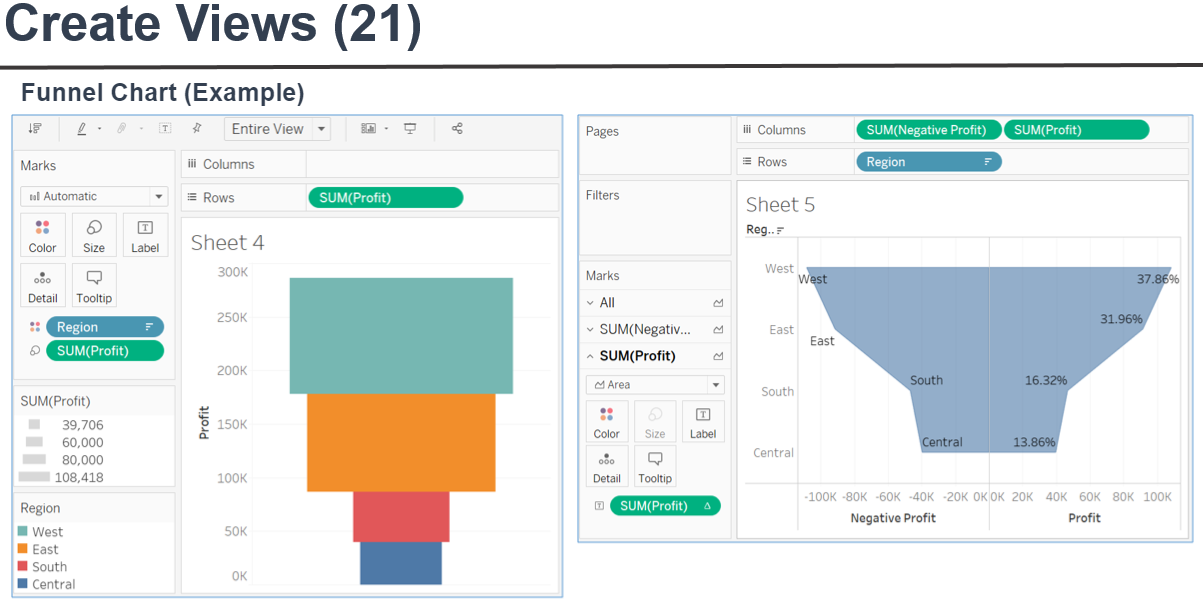 Create Views (21)
Funnel Chart (Example)
Entire View
Marks
Automatic
Color Size Label
Detail Tooltip
Region
SUM(Profit)
SUM(Profit)
39,706
60,000
80,000
108,418
Region
West
East
South
Central
Columns
Rows SUM(Profit)
Sheet 4
Profit
300K
250K
200K
150K
100K
50K
0K
Pages
Filters
Marks
All
SUM(Negativ...
SUM(Profit)
Area
Color Size Label
Detail Tooltip
SUM(Profit) Δ
Columns SUM(Negative Profit) SUM(Profit)
Rows Region
Sheet 5
Reg..
West West 37.86%
East East 31.96%
South South 16.32%
Central Central 13.86%
-100K -80K -60K -40K -20K 0K 0K 20K 40K 60K 80K 100K
Negative Profit Profit